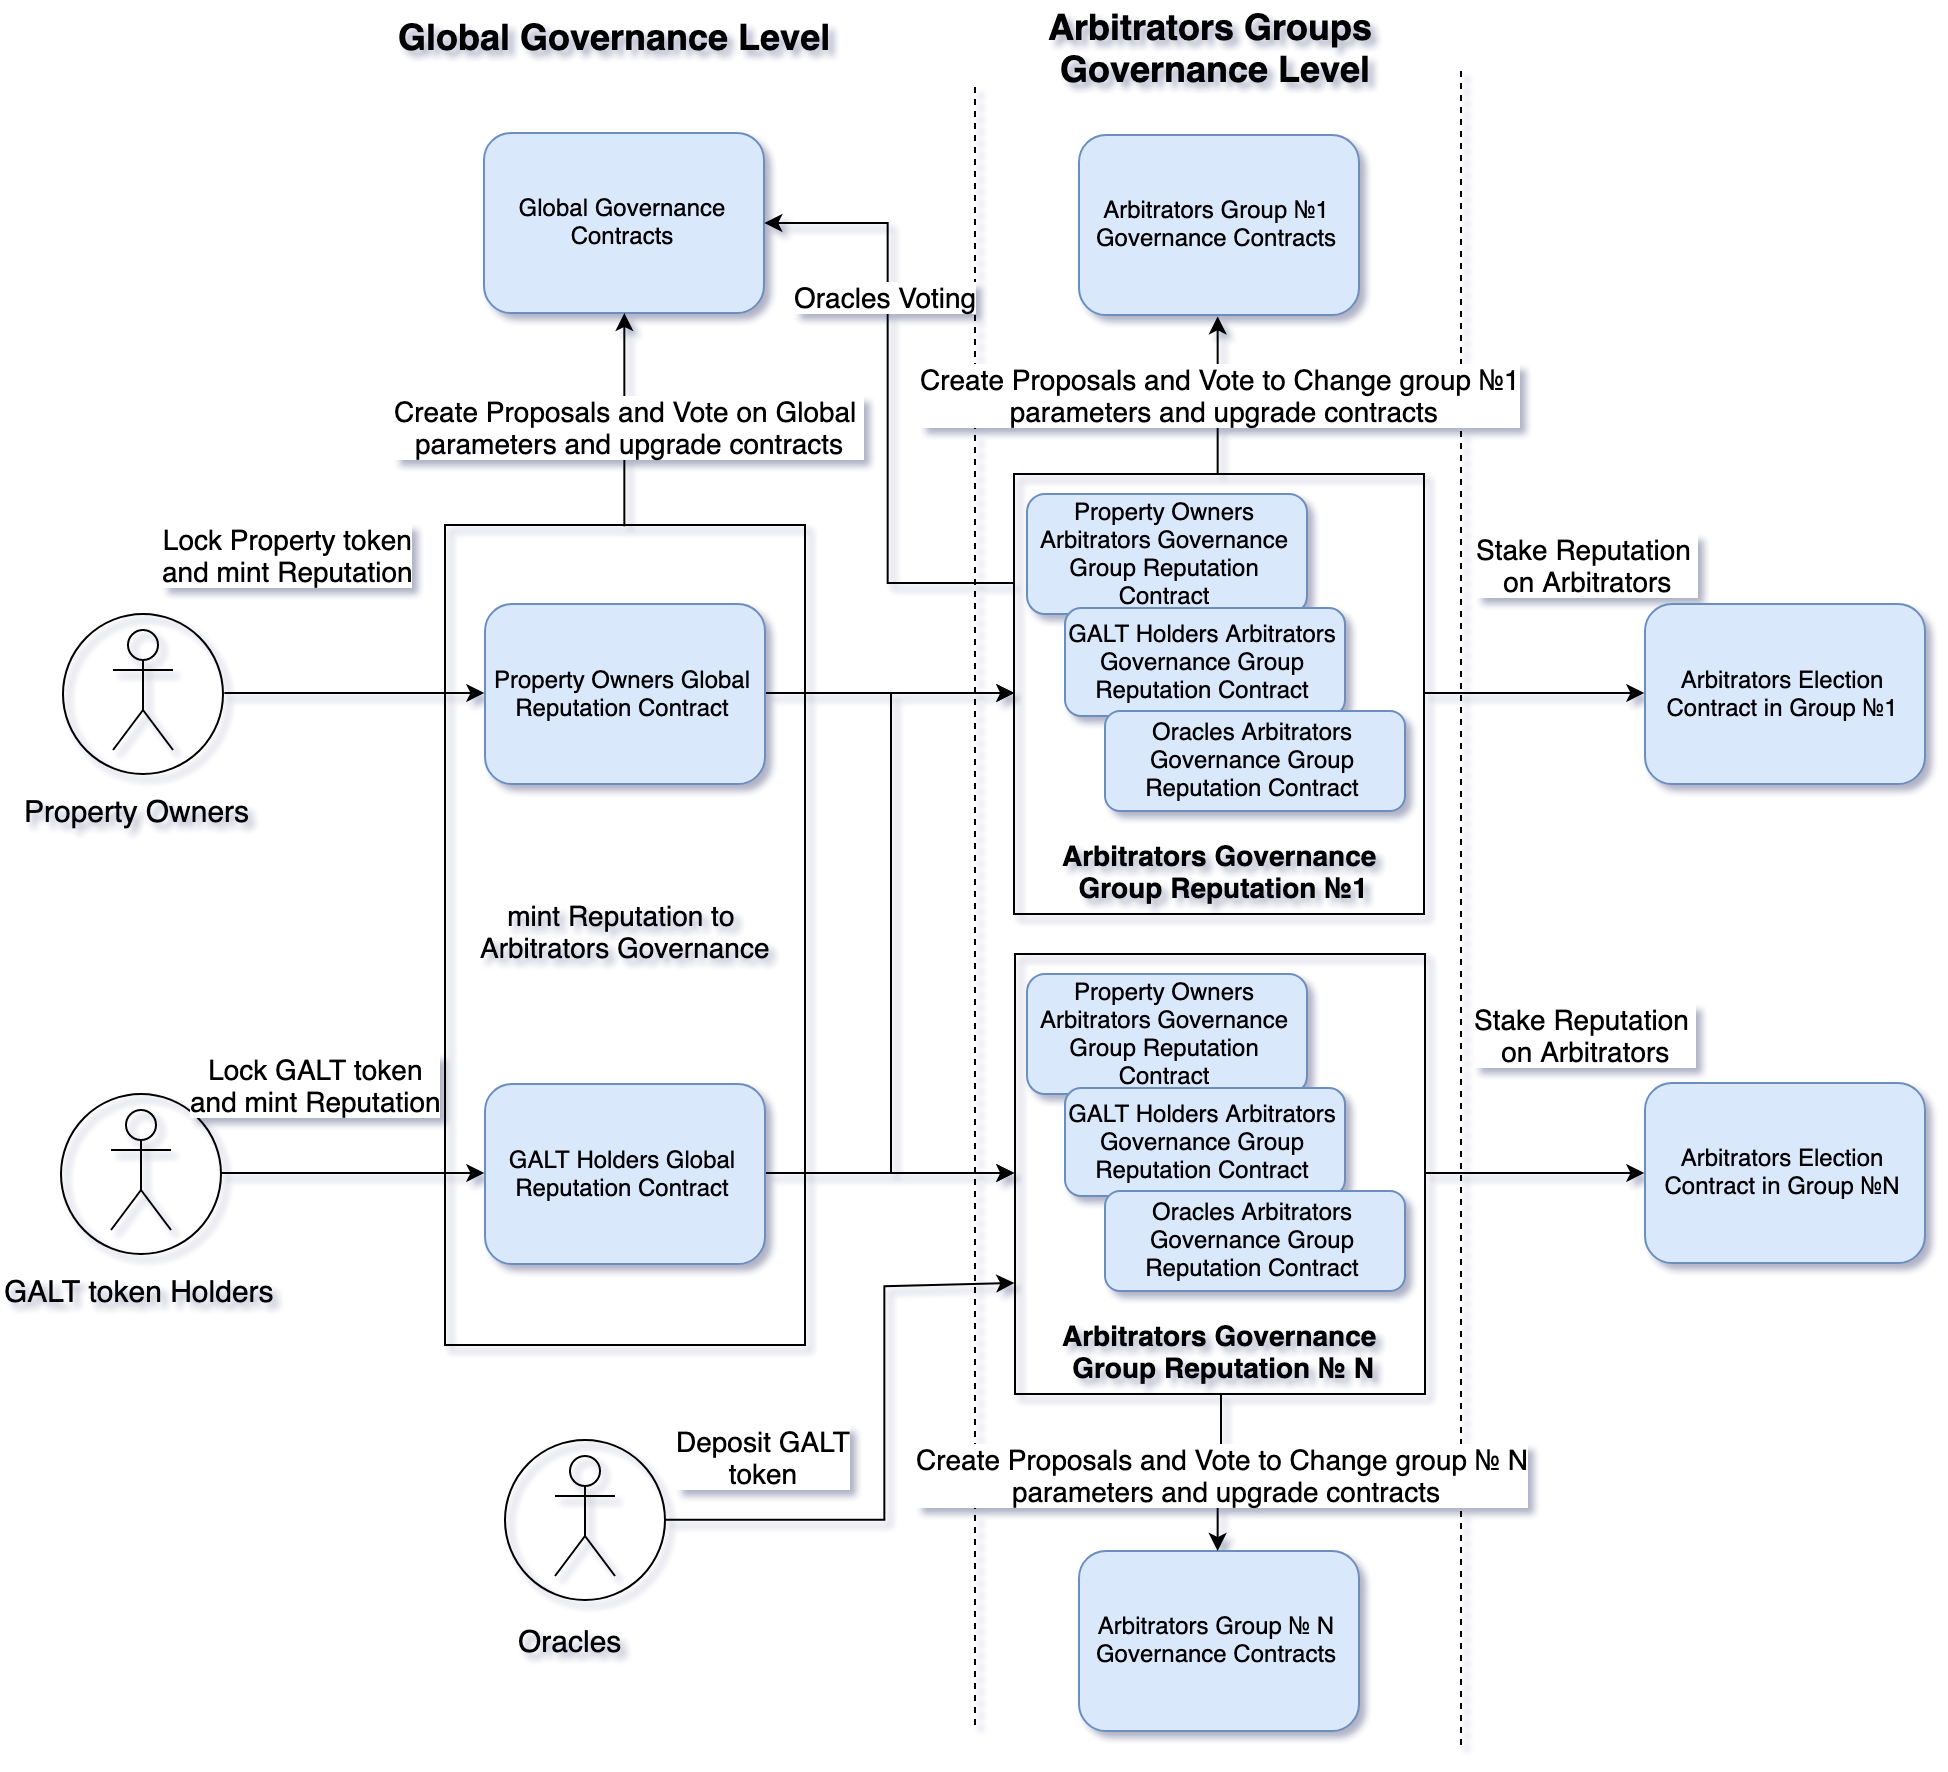 Global Governance Level
Arbitrators Groups
Governance Level
Global Governance
Contracts
Arbitrators Group №1
Governance Contracts
Oracles Voting
Create Proposals and Vote on Global
parameters and upgrade contracts
Create Proposals and Vote to Change group №1
parameters and upgrade contracts
Lock Property token
and mint Reputation
Property Owners
Property Owners Global
Reputation Contract
mint Reputation to
Arbitrators Governance
Property Owners
Arbitrators Governance
Group Reputation
Contract
GALT Holders Arbitrators
Governance Group
Reputation Contract
Oracles Arbitrators
Governance Group
Reputation Contract
Arbitrators Governance
Group Reputation №1
Stake Reputation
on Arbitrators
Arbitrators Election
Contract in Group №1
Lock GALT token
and mint Reputation
GALT token Holders
GALT Holders Global
Reputation Contract
Property Owners
Arbitrators Governance
Group Reputation
Contract
GALT Holders Arbitrators
Governance Group
Reputation Contract
Oracles Arbitrators
Governance Group
Reputation Contract
Arbitrators Governance
Group Reputation № N
Stake Reputation
on Arbitrators
Arbitrators Election
Contract in Group №N
Deposit GALT
token
Oracles
Create Proposals and Vote to Change group № N
parameters and upgrade contracts
Arbitrators Group № N
Governance Contracts